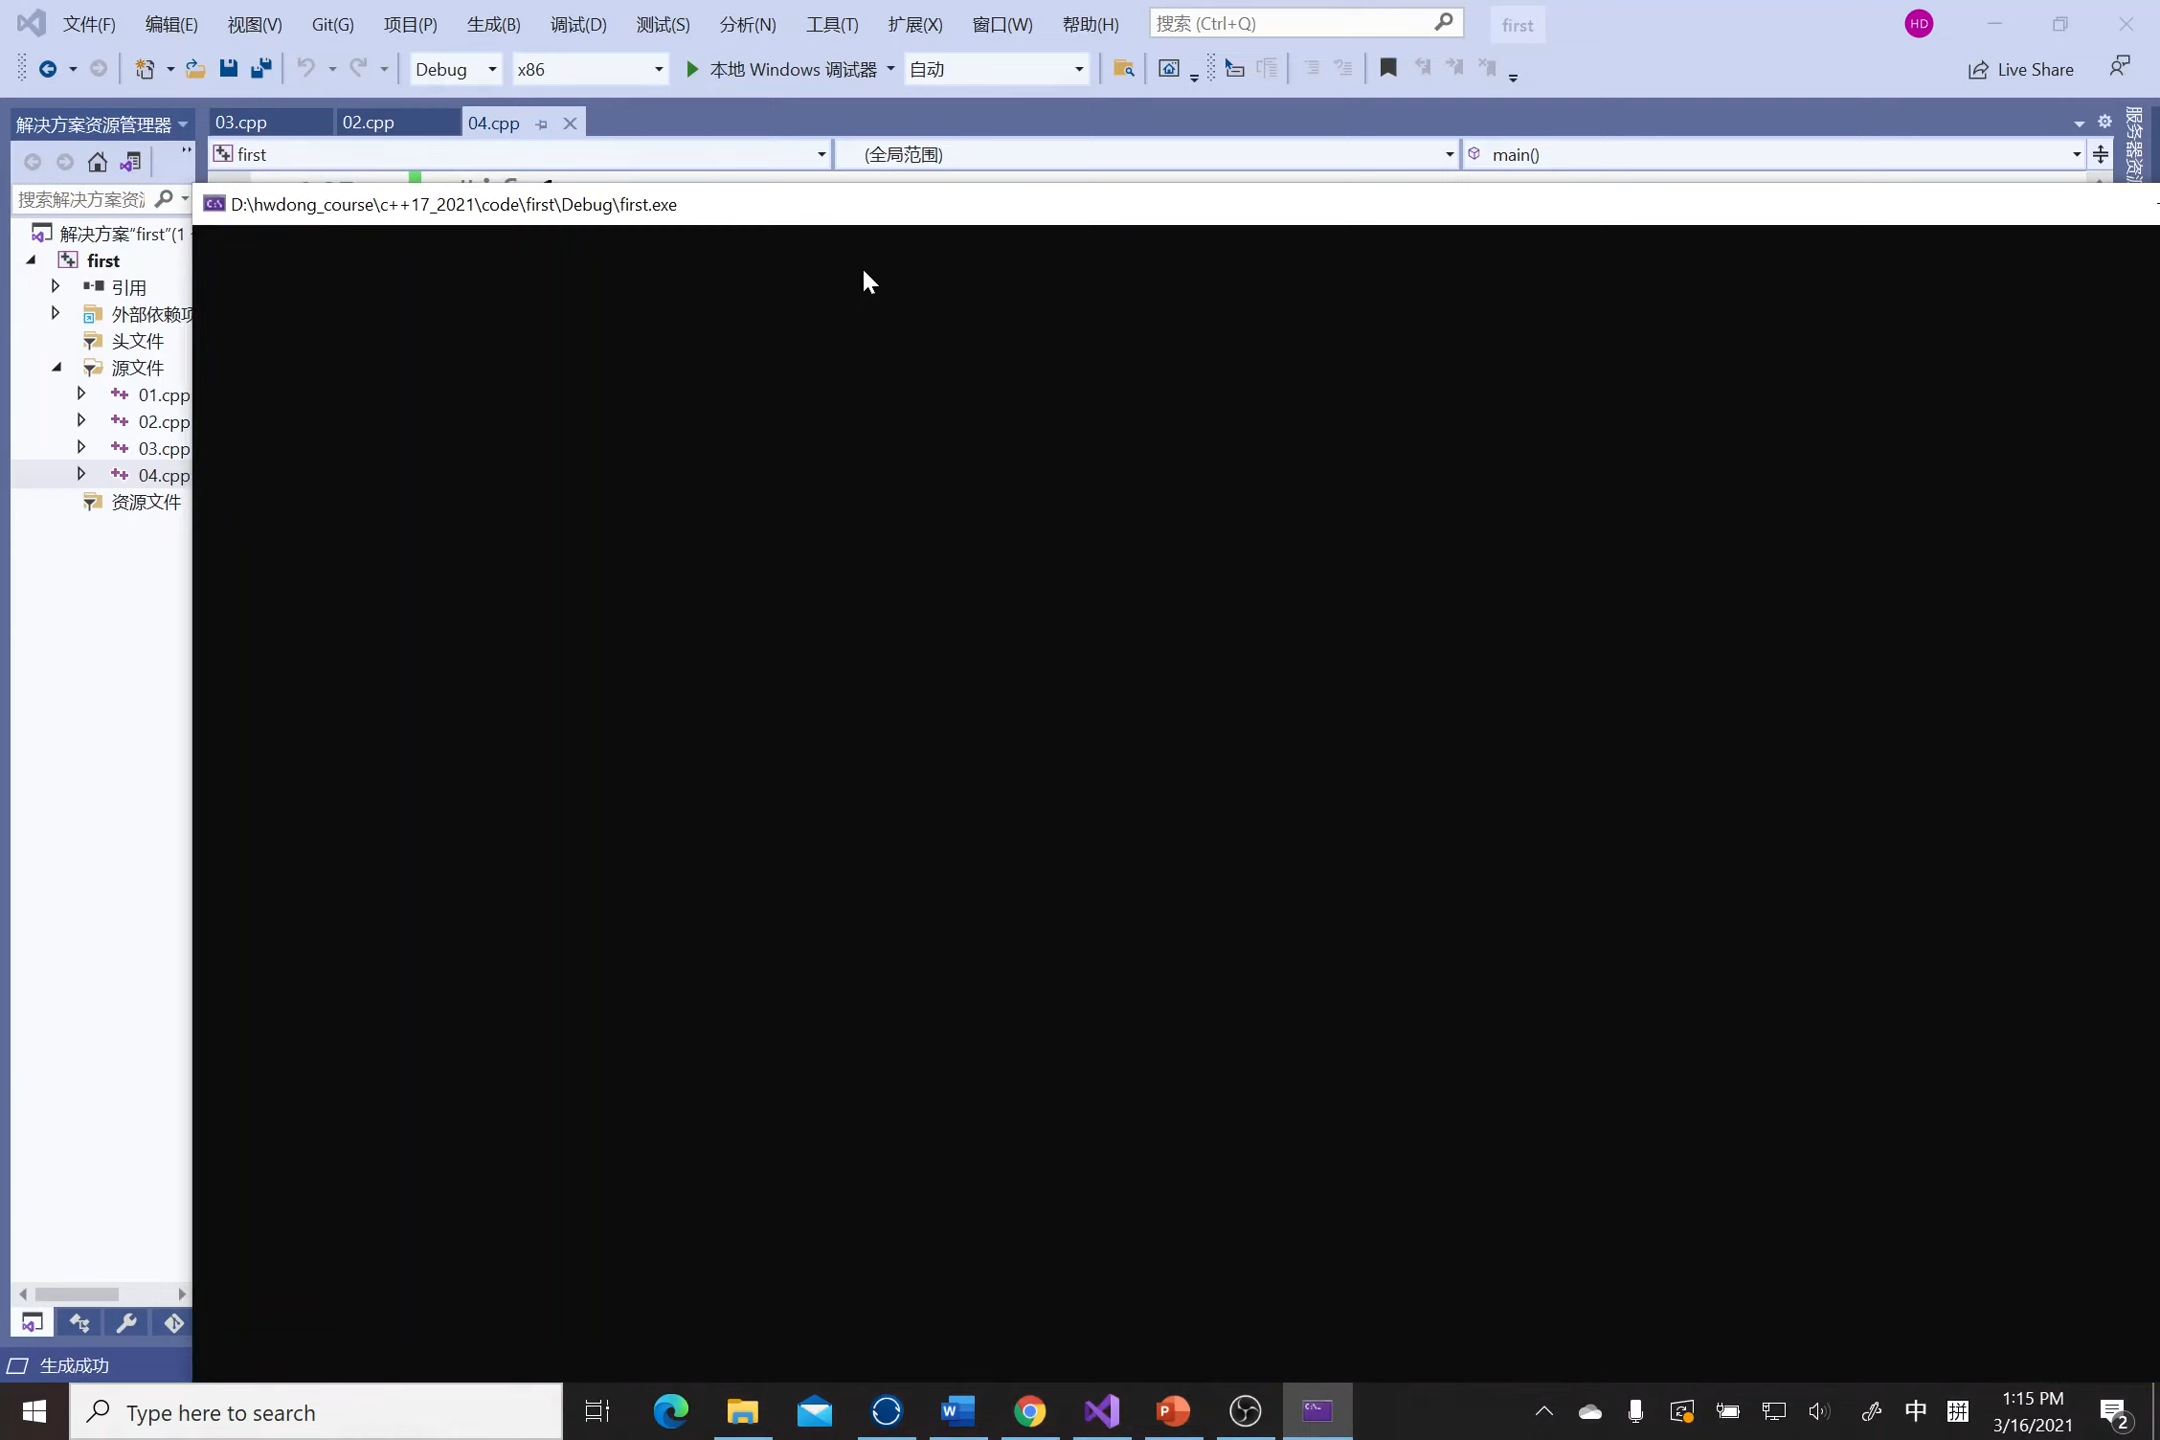 文件(F) 编辑(E) 视图(V) Git(G) 项目(P) 生成(B) 调试(D) 测试(S) 分析(N) 工具(T) 扩展(X) 窗口(W) 帮助(H) 搜索 (Ctrl+Q) first HD
Debug x86 本地 Windows 调试器 自动 Live Share
解决方案资源管理器 03.cpp 02.cpp 04.cpp
first (全局范围) main()
搜索解决方案资源
D:\hwdong_course\c++17_2021\code\first\Debug\first.exe
解决方案"first"(1
first
引用
外部依赖项
头文件
源文件
01.cpp
02.cpp
03.cpp
04.cpp
资源文件
生成成功
服务器资
Type here to search
中 拼
1:15 PM
3/16/2021
2